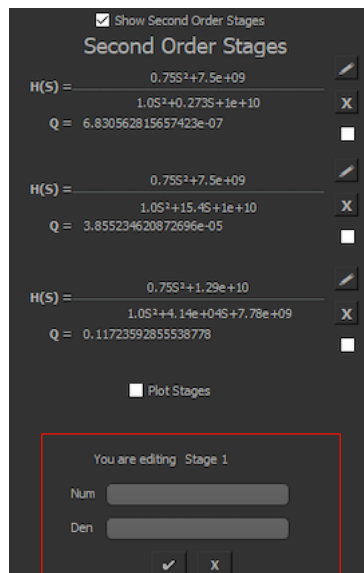 Show Second Order Stages
Second Order Stages
0.75S²+7.5e+09
H(S) =
1.0S²+0.273S+1e+10
X
Q = 6.830562815657423e-07
0.75S²+7.5e+09
H(S) =
1.0S²+15.4S+1e+10
X
Q = 3.855234620872696e-05
0.75S²+1.29e+10
H(S) =
1.0S²+4.14e+04S+7.78e+09
X
Q = 0.11723592855538778
Plot Stages
You are editing Stage 1
Num
Den
✔ X